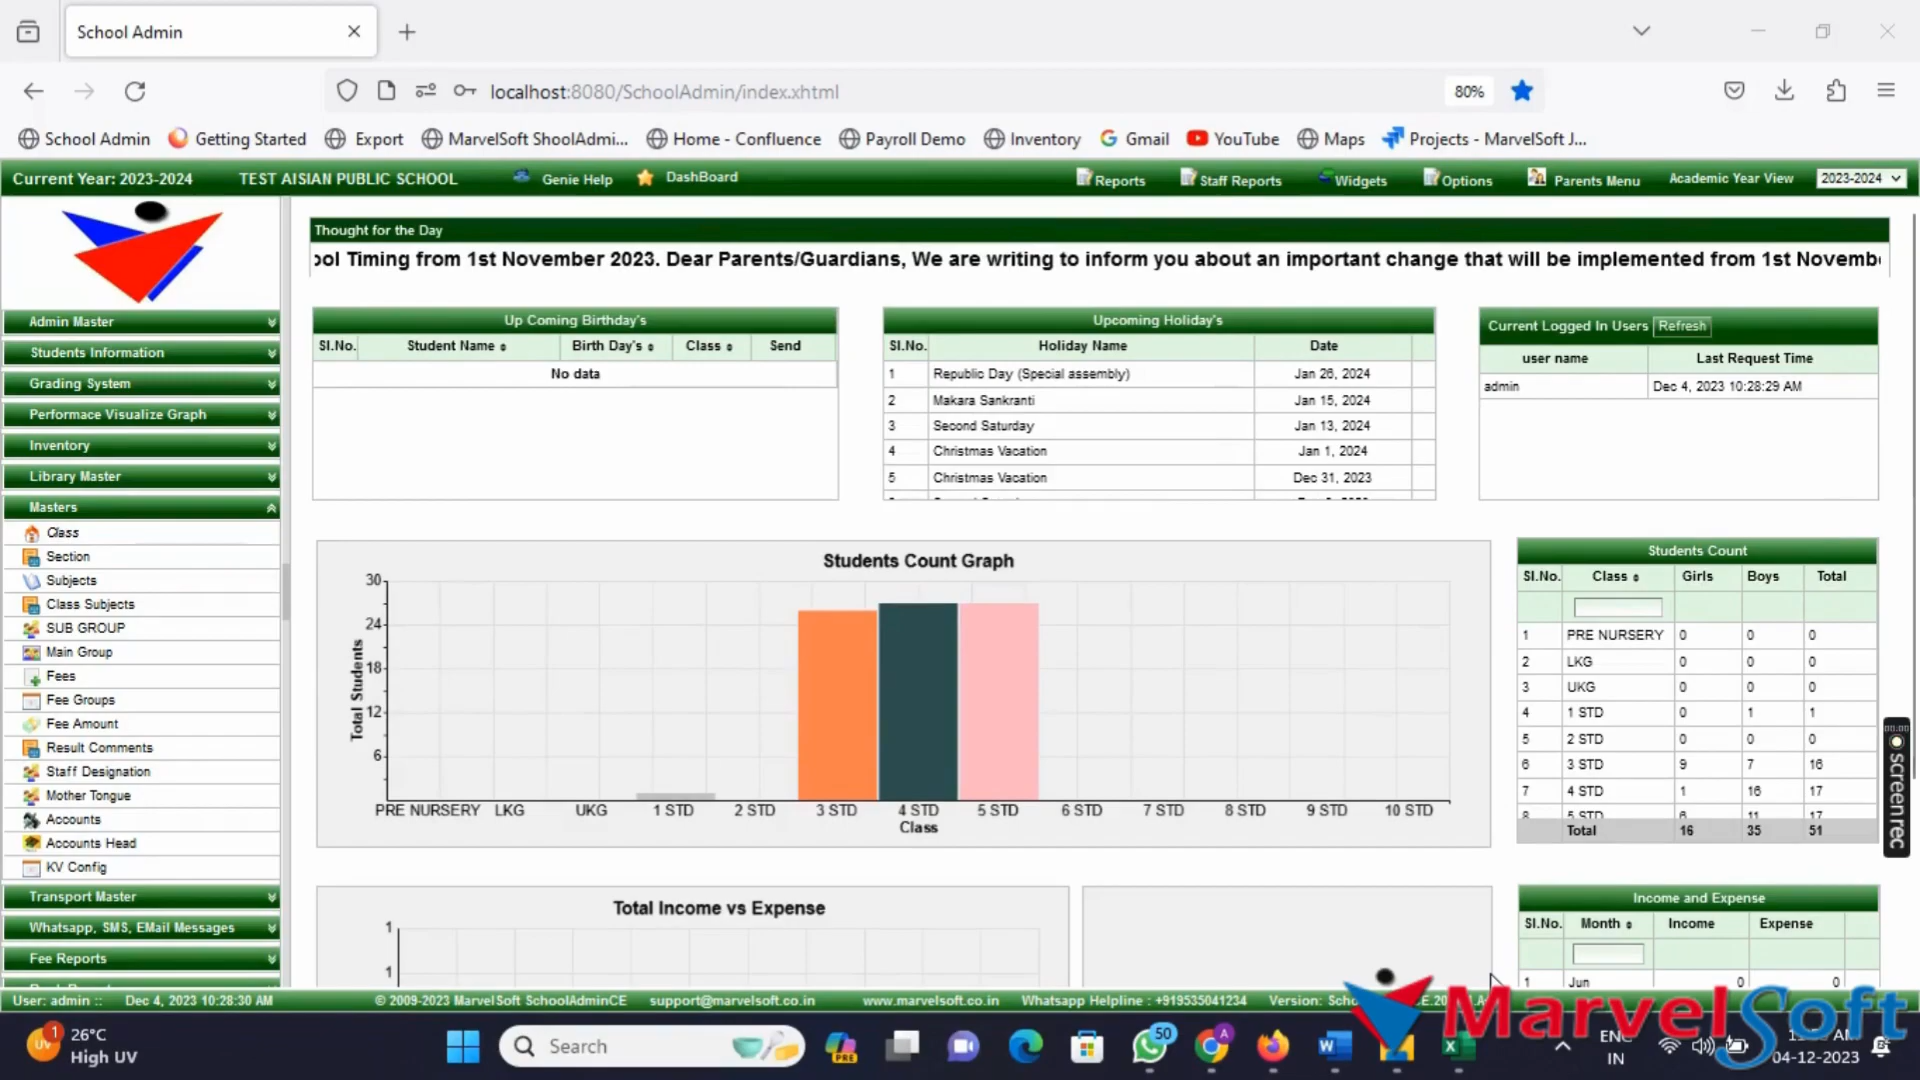 School Admin
localhost:8080/SchoolAdmin/index.xhtml
80%
School Admin
Getting Started
Export
MarvelSoft ShoolAdmi...
Home - Confluence
Payroll Demo
Inventory
Gmail
YouTube
Maps
Projects - MarvelSoft J...
Current Year: 2023-2024
TEST AISIAN PUBLIC SCHOOL
Genie Help
DashBoard
Reports
Staff Reports
Widgets
Options
Parents Menu
Academic Year View
2023-2024
Admin Master
Students Information
Grading System
Performace Visualize Graph
Inventory
Library Master
Masters
Class
Section
Subjects
Class Subjects
SUB GROUP
Main Group
Fees
Fee Groups
Fee Amount
Result Comments
Staff Designation
Mother Tongue
Accounts
Accounts Head
KV Config
Transport Master
Whatsapp, SMS, EMail Messages
Fee Reports
Thought for the Day
ool Timing from 1st November 2023. Dear Parents/Guardians, We are writing to inform you about an important change that will be implemented from 1st Novemb
Up Coming Birthday's
Sl.No. Student Name Birth Day's Class Send
No data
Upcoming Holiday's
Sl.No. Holiday Name Date
1 Republic Day (Special assembly) Jan 26, 2024
2 Makara Sankranti Jan 15, 2024
3 Second Saturday Jan 13, 2024
4 Christmas Vacation Jan 1, 2024
5 Christmas Vacation Dec 31, 2023
Current Logged In Users Refresh
user name Last Request Time
admin Dec 4, 2023 10:28:29 AM
Students Count Graph
30
24
18
12
6
Total Students
PRE NURSERY LKG UKG 1 STD 2 STD 3 STD 4 STD 5 STD 6 STD 7 STD 8 STD 9 STD 10 STD
Class
Students Count
Sl.No. Class Girls Boys Total
1 PRE NURSERY 0 0 0
2 LKG 0 0 0
3 UKG 0 0 0
4 1 STD 0 1 1
5 2 STD 0 0 0
6 3 STD 9 7 16
7 4 STD 1 16 17
8 5 STD 6 11 17
Total 16 35 51
00:00
screenrec
Total Income vs Expense
1
1
Income and Expense
Sl.No. Month Income Expense
1 Jun 0 0
User: admin :: Dec 4, 2023 10:28:30 AM
© 2009-2023 MarvelSoft SchoolAdminCE
support@marvelsoft.co.in
www.marvelsoft.co.in
Whatsapp Helpline : +919535041234
MarvelSoft
1
26°C
High UV
Search
PRE
50
A
IN
04-12-2023